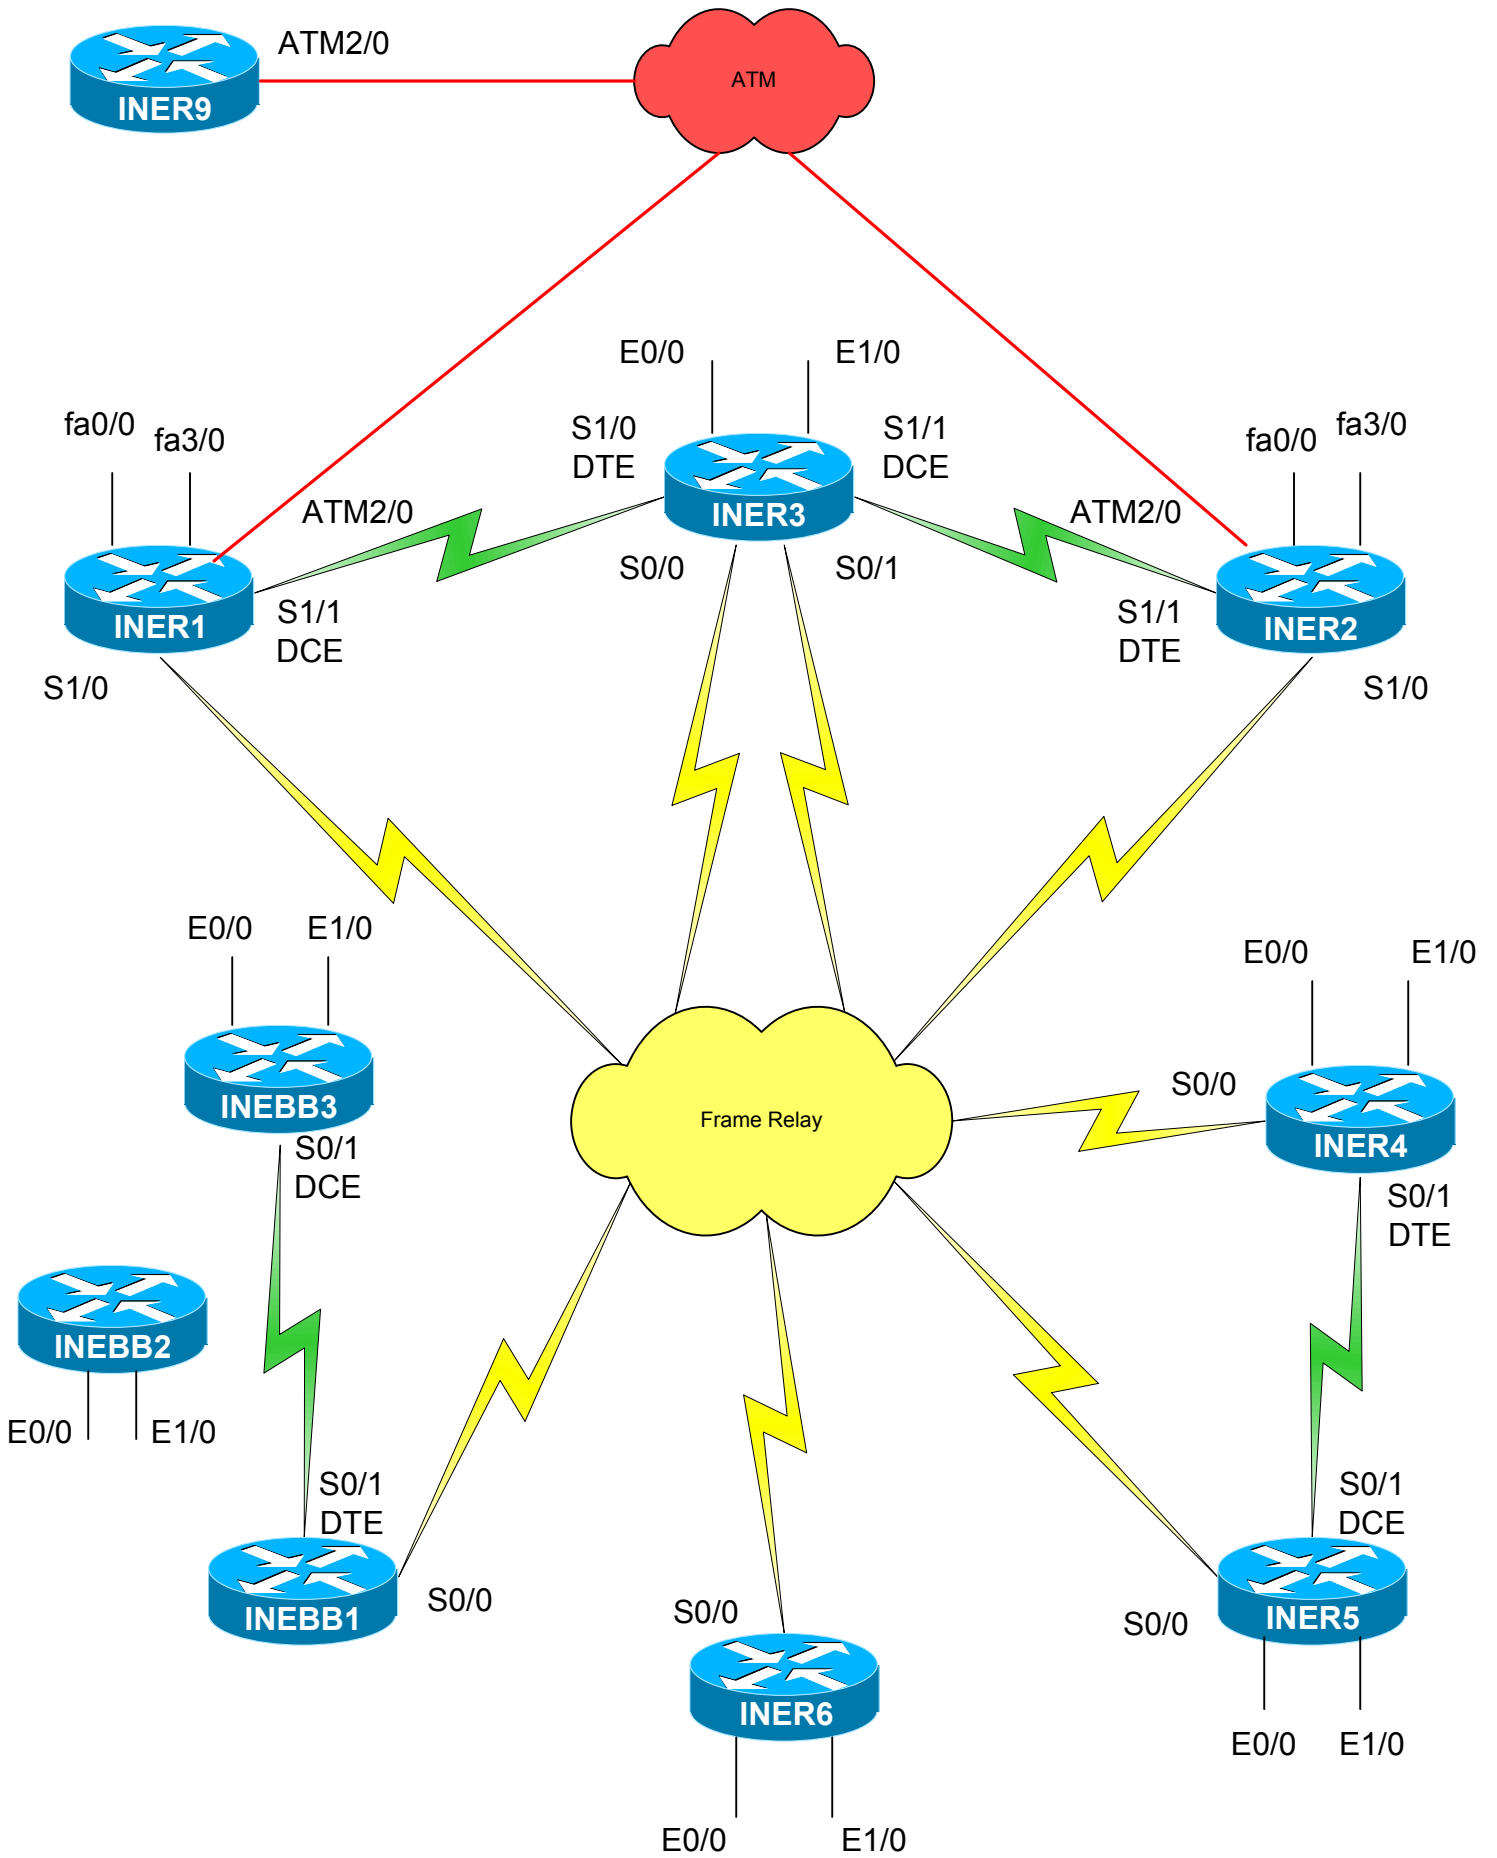 ATM2/0
ATM
INER9
E0/0
E1/0
fa0/0
fa3/0
S1/0
DTE
S1/1
DCE
fa0/0
fa3/0
ATM2/0
INER3
ATM2/0
S0/0
S0/1
INER1
S1/1
DCE
S1/1
DTE
INER2
S1/0
S1/0
E0/0
E1/0
E0/0
E1/0
S0/0
INEBB3
Frame Relay
INER4
S0/1
DCE
S0/1
DTE
INEBB2
E0/0
E1/0
S0/1
DTE
S0/1
DCE
INEBB1
S0/0
S0/0
S0/0
INER5
INER6
E0/0
E1/0
E0/0
E1/0